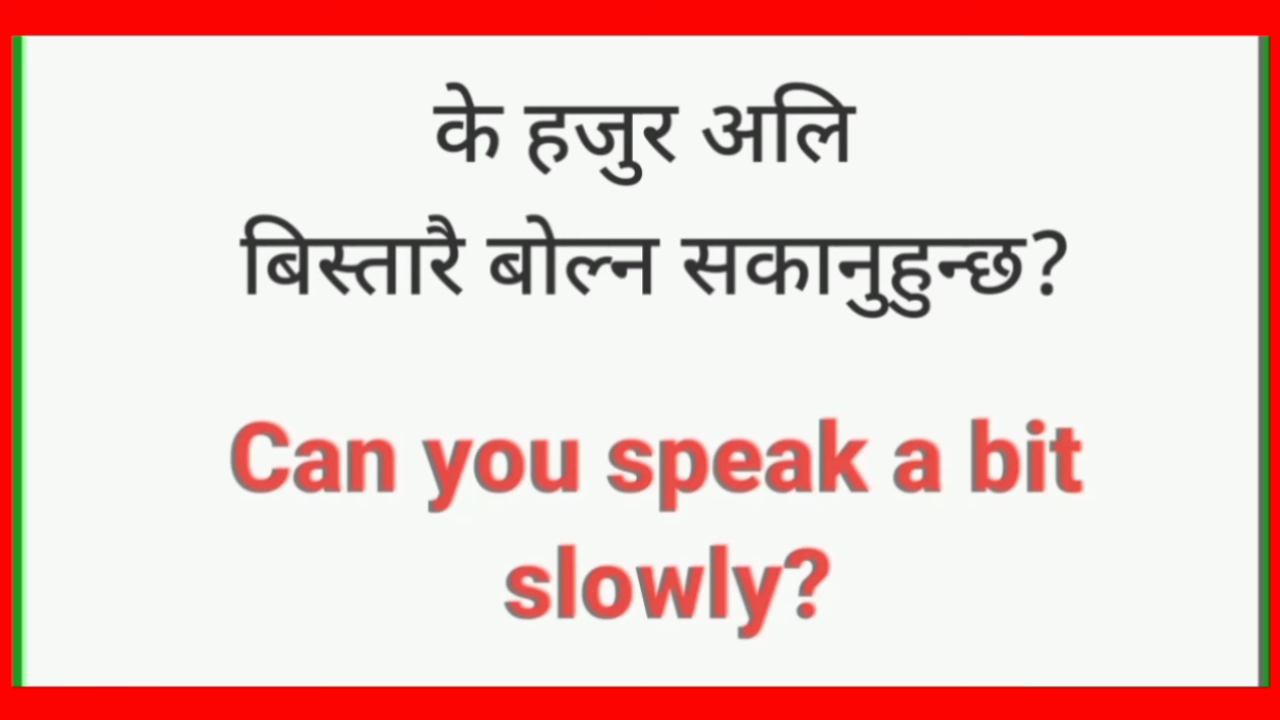 के हजुर अलि
बिस्तारै बोल्न सकानुहुन्छ?
Can you speak a bit
slowly?